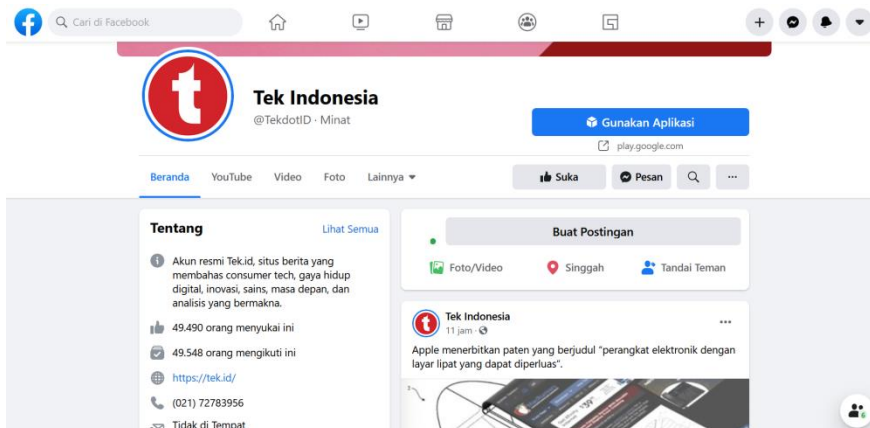 Cari di Facebook
Tek Indonesia
@TekdotID · Minat
Gunakan Aplikasi
play.google.com
Beranda
YouTube
Video
Foto
Lainnya
Suka
Pesan
Tentang
Lihat Semua
Akun resmi Tek.id, situs berita yang
membahas consumer tech, gaya hidup
digital, inovasi, sains, masa depan, dan
analisis yang bermakna.
49.490 orang menyukai ini
49.548 orang mengikuti ini
https://tek.id/
(021) 72783956
Tidak di Tempat
Buat Postingan
Foto/Video
Singgah
Tandai Teman
Tek Indonesia
11 jam ·
Apple menerbitkan paten yang berjudul "perangkat elektronik dengan
layar lipat yang dapat diperluas".